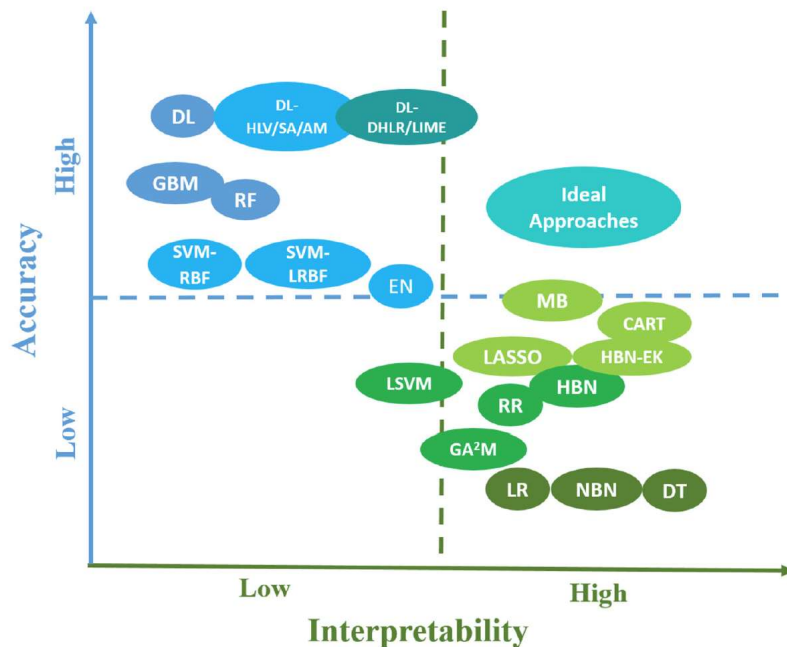 DL
DL-
HLV/SA/AM
DL-
DHLR/LIME
GBM
RF
Ideal
Approaches
SVM-
RBF
SVM-
LRBF
EN
MB
CART
LASSO
HBN-EK
LSVM
HBN
RR
GA²M
LR
NBN
DT
High
Accuracy
Low
Low
High
Interpretability